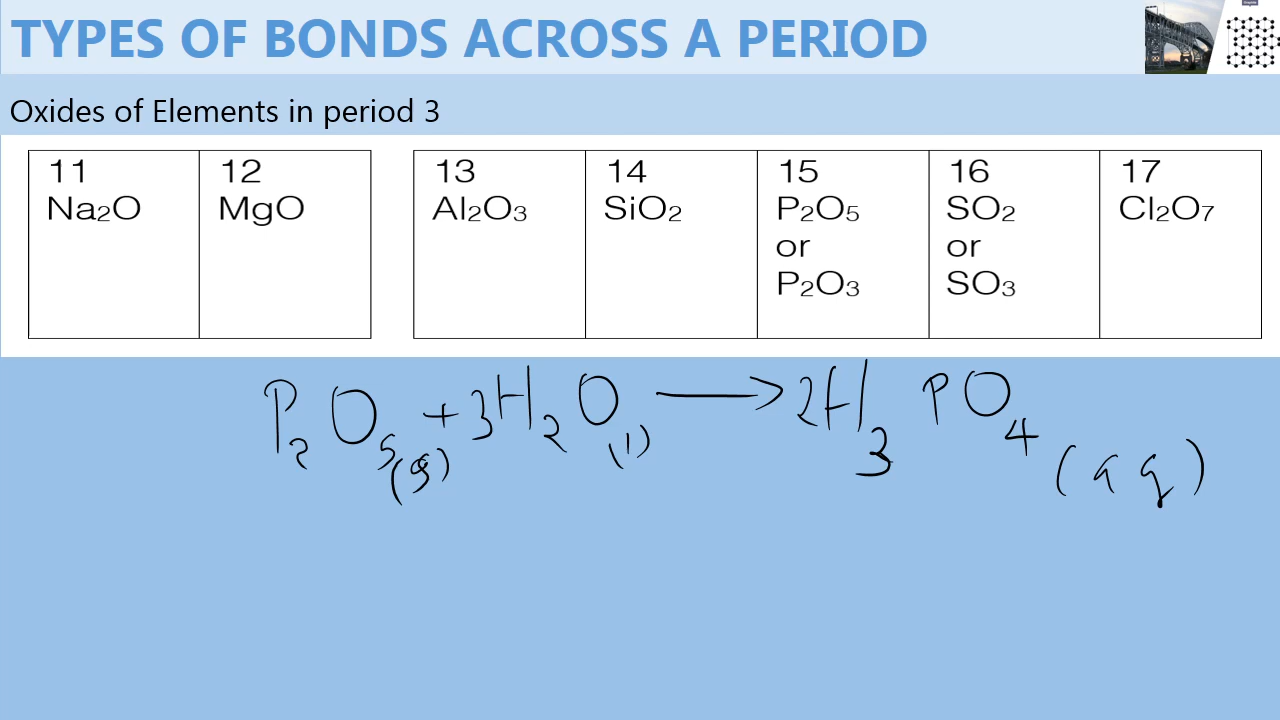 TYPES OF BONDS ACROSS A PERIOD
Oxides of Elements in period 3
11 12 13 14 15 16 17
Na₂O MgO Al₂O₃ SiO₂ P₂O₅ SO₂ Cl₂O₇
or or
P₂O₃ SO₃
P₂O₅(g) + 3H₂O(l) ⟶ 2H₃PO₄(aq)